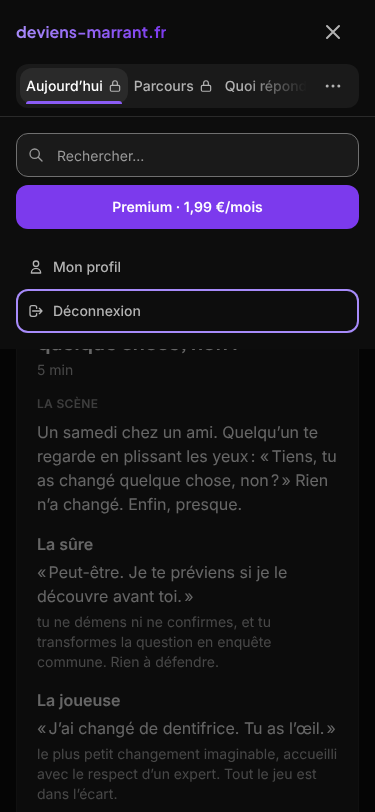 deviens-marrant.fr
Aujourd’hui Parcours Quoi répond
Rechercher...
Premium · 1,99 €/mois
Mon profil
Déconnexion
5 min
LA SCÈNE
Un samedi chez un ami. Quelqu’un te
regarde en plissant les yeux : « Tiens, tu
as changé quelque chose, non ? » Rien
n’a changé. Enfin, presque.
La sûre
« Peut-être. Je te préviens si je le
découvre avant toi. »
tu ne démens ni ne confirmes, et tu
transformes la question en enquête
commune. Rien à défendre.
La joueuse
« J’ai changé de dentifrice. Tu as l’œil. »
le plus petit changement imaginable, accueilli
avec le respect d’un expert. Tout le jeu est
dans l’écart.